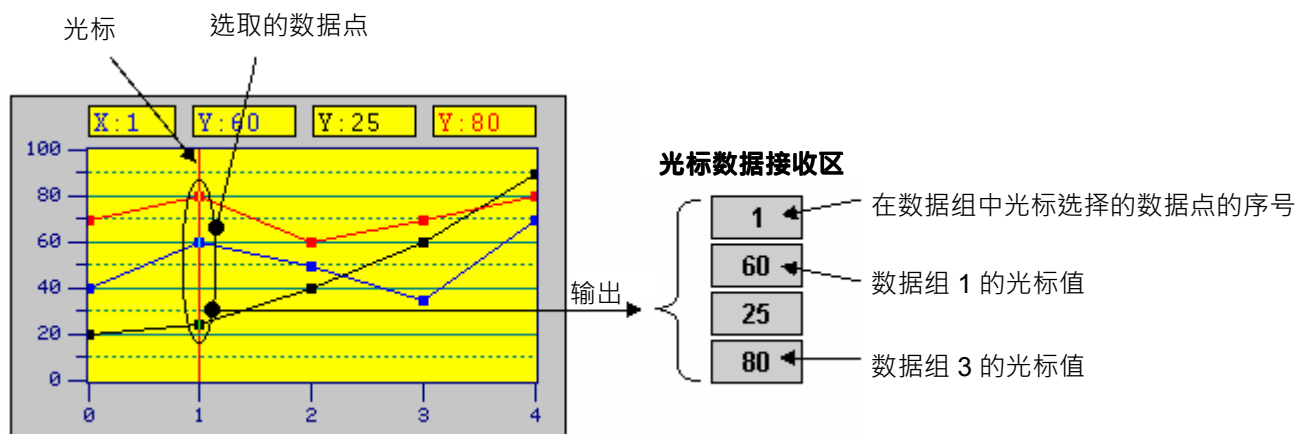 光标
选取的数据点
X:1 Y:60 Y:25 Y:80
100
80
60
40
20
0
0 1 2 3 4
输出
光标数据接收区
1
在数据组中光标选择的数据点的序号
60
数据组 1 的光标值
25
80
数据组 3 的光标值